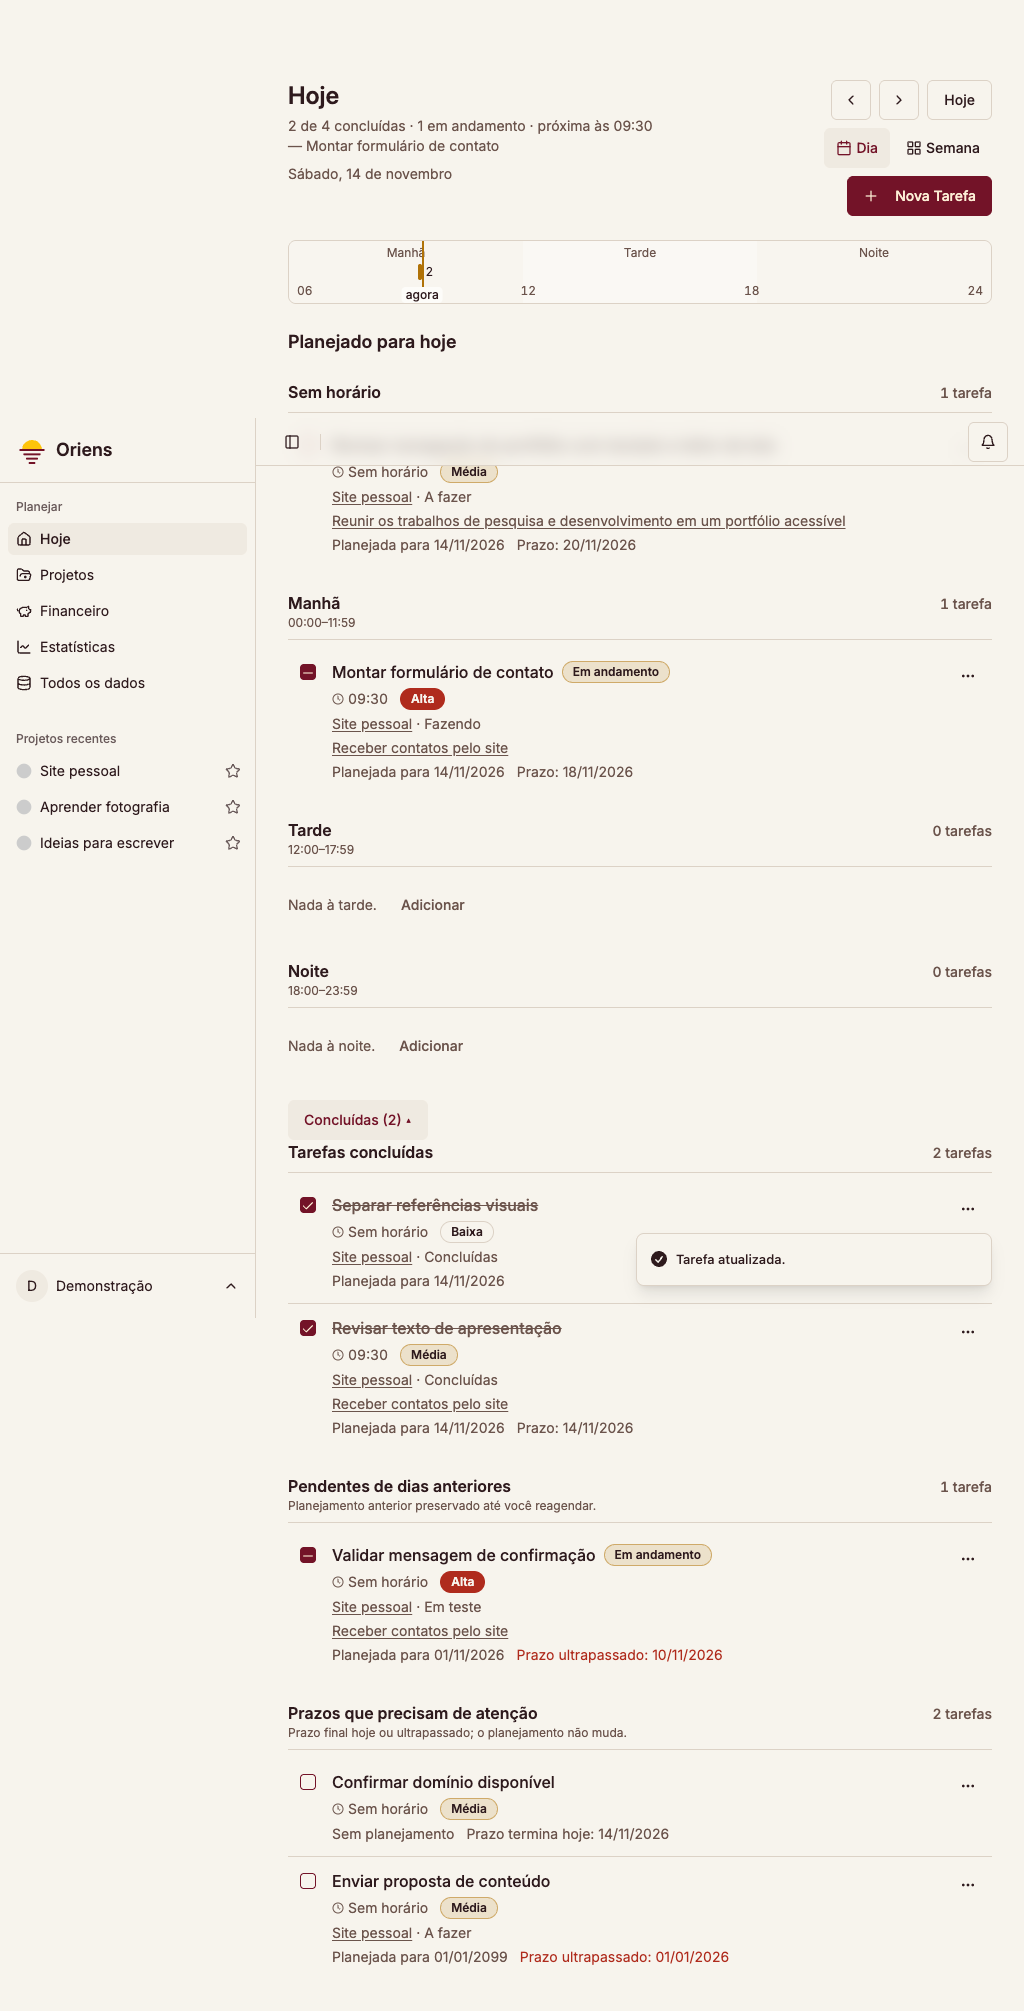 Hoje
2 de 4 concluídas · 1 em andamento · próxima às 09:30
— Montar formulário de contato
Sábado, 14 de novembro
Hoje
Dia
Semana
Nova Tarefa
Manhã
Tarde
Noite
2
06
agora
12
18
24
Planejado para hoje
Sem horário
1 tarefa
Oriens
Planejar
Hoje
Projetos
Financeiro
Estatísticas
Todos os dados
Projetos recentes
Site pessoal
Aprender fotografia
Ideias para escrever
D
Demonstração
Sem horário
Média
Site pessoal · A fazer
Reunir os trabalhos de pesquisa e desenvolvimento em um portfólio acessível
Planejada para 14/11/2026 Prazo: 20/11/2026
Manhã
1 tarefa
00:00–11:59
Montar formulário de contato
Em andamento
09:30
Alta
Site pessoal · Fazendo
Receber contatos pelo site
Planejada para 14/11/2026 Prazo: 18/11/2026
Tarde
0 tarefas
12:00–17:59
Nada à tarde.
Adicionar
Noite
0 tarefas
18:00–23:59
Nada à noite.
Adicionar
Concluídas (2)
Tarefas concluídas
2 tarefas
Separar referências visuais
Sem horário
Baixa
Site pessoal · Concluídas
Planejada para 14/11/2026
Tarefa atualizada.
Revisar texto de apresentação
09:30
Média
Site pessoal · Concluídas
Receber contatos pelo site
Planejada para 14/11/2026 Prazo: 14/11/2026
Pendentes de dias anteriores
1 tarefa
Planejamento anterior preservado até você reagendar.
Validar mensagem de confirmação
Em andamento
Sem horário
Alta
Site pessoal · Em teste
Receber contatos pelo site
Planejada para 01/11/2026 Prazo ultrapassado: 10/11/2026
Prazos que precisam de atenção
2 tarefas
Prazo final hoje ou ultrapassado; o planejamento não muda.
Confirmar domínio disponível
Sem horário
Média
Sem planejamento Prazo termina hoje: 14/11/2026
Enviar proposta de conteúdo
Sem horário
Média
Site pessoal · A fazer
Planejada para 01/01/2099 Prazo ultrapassado: 01/01/2026